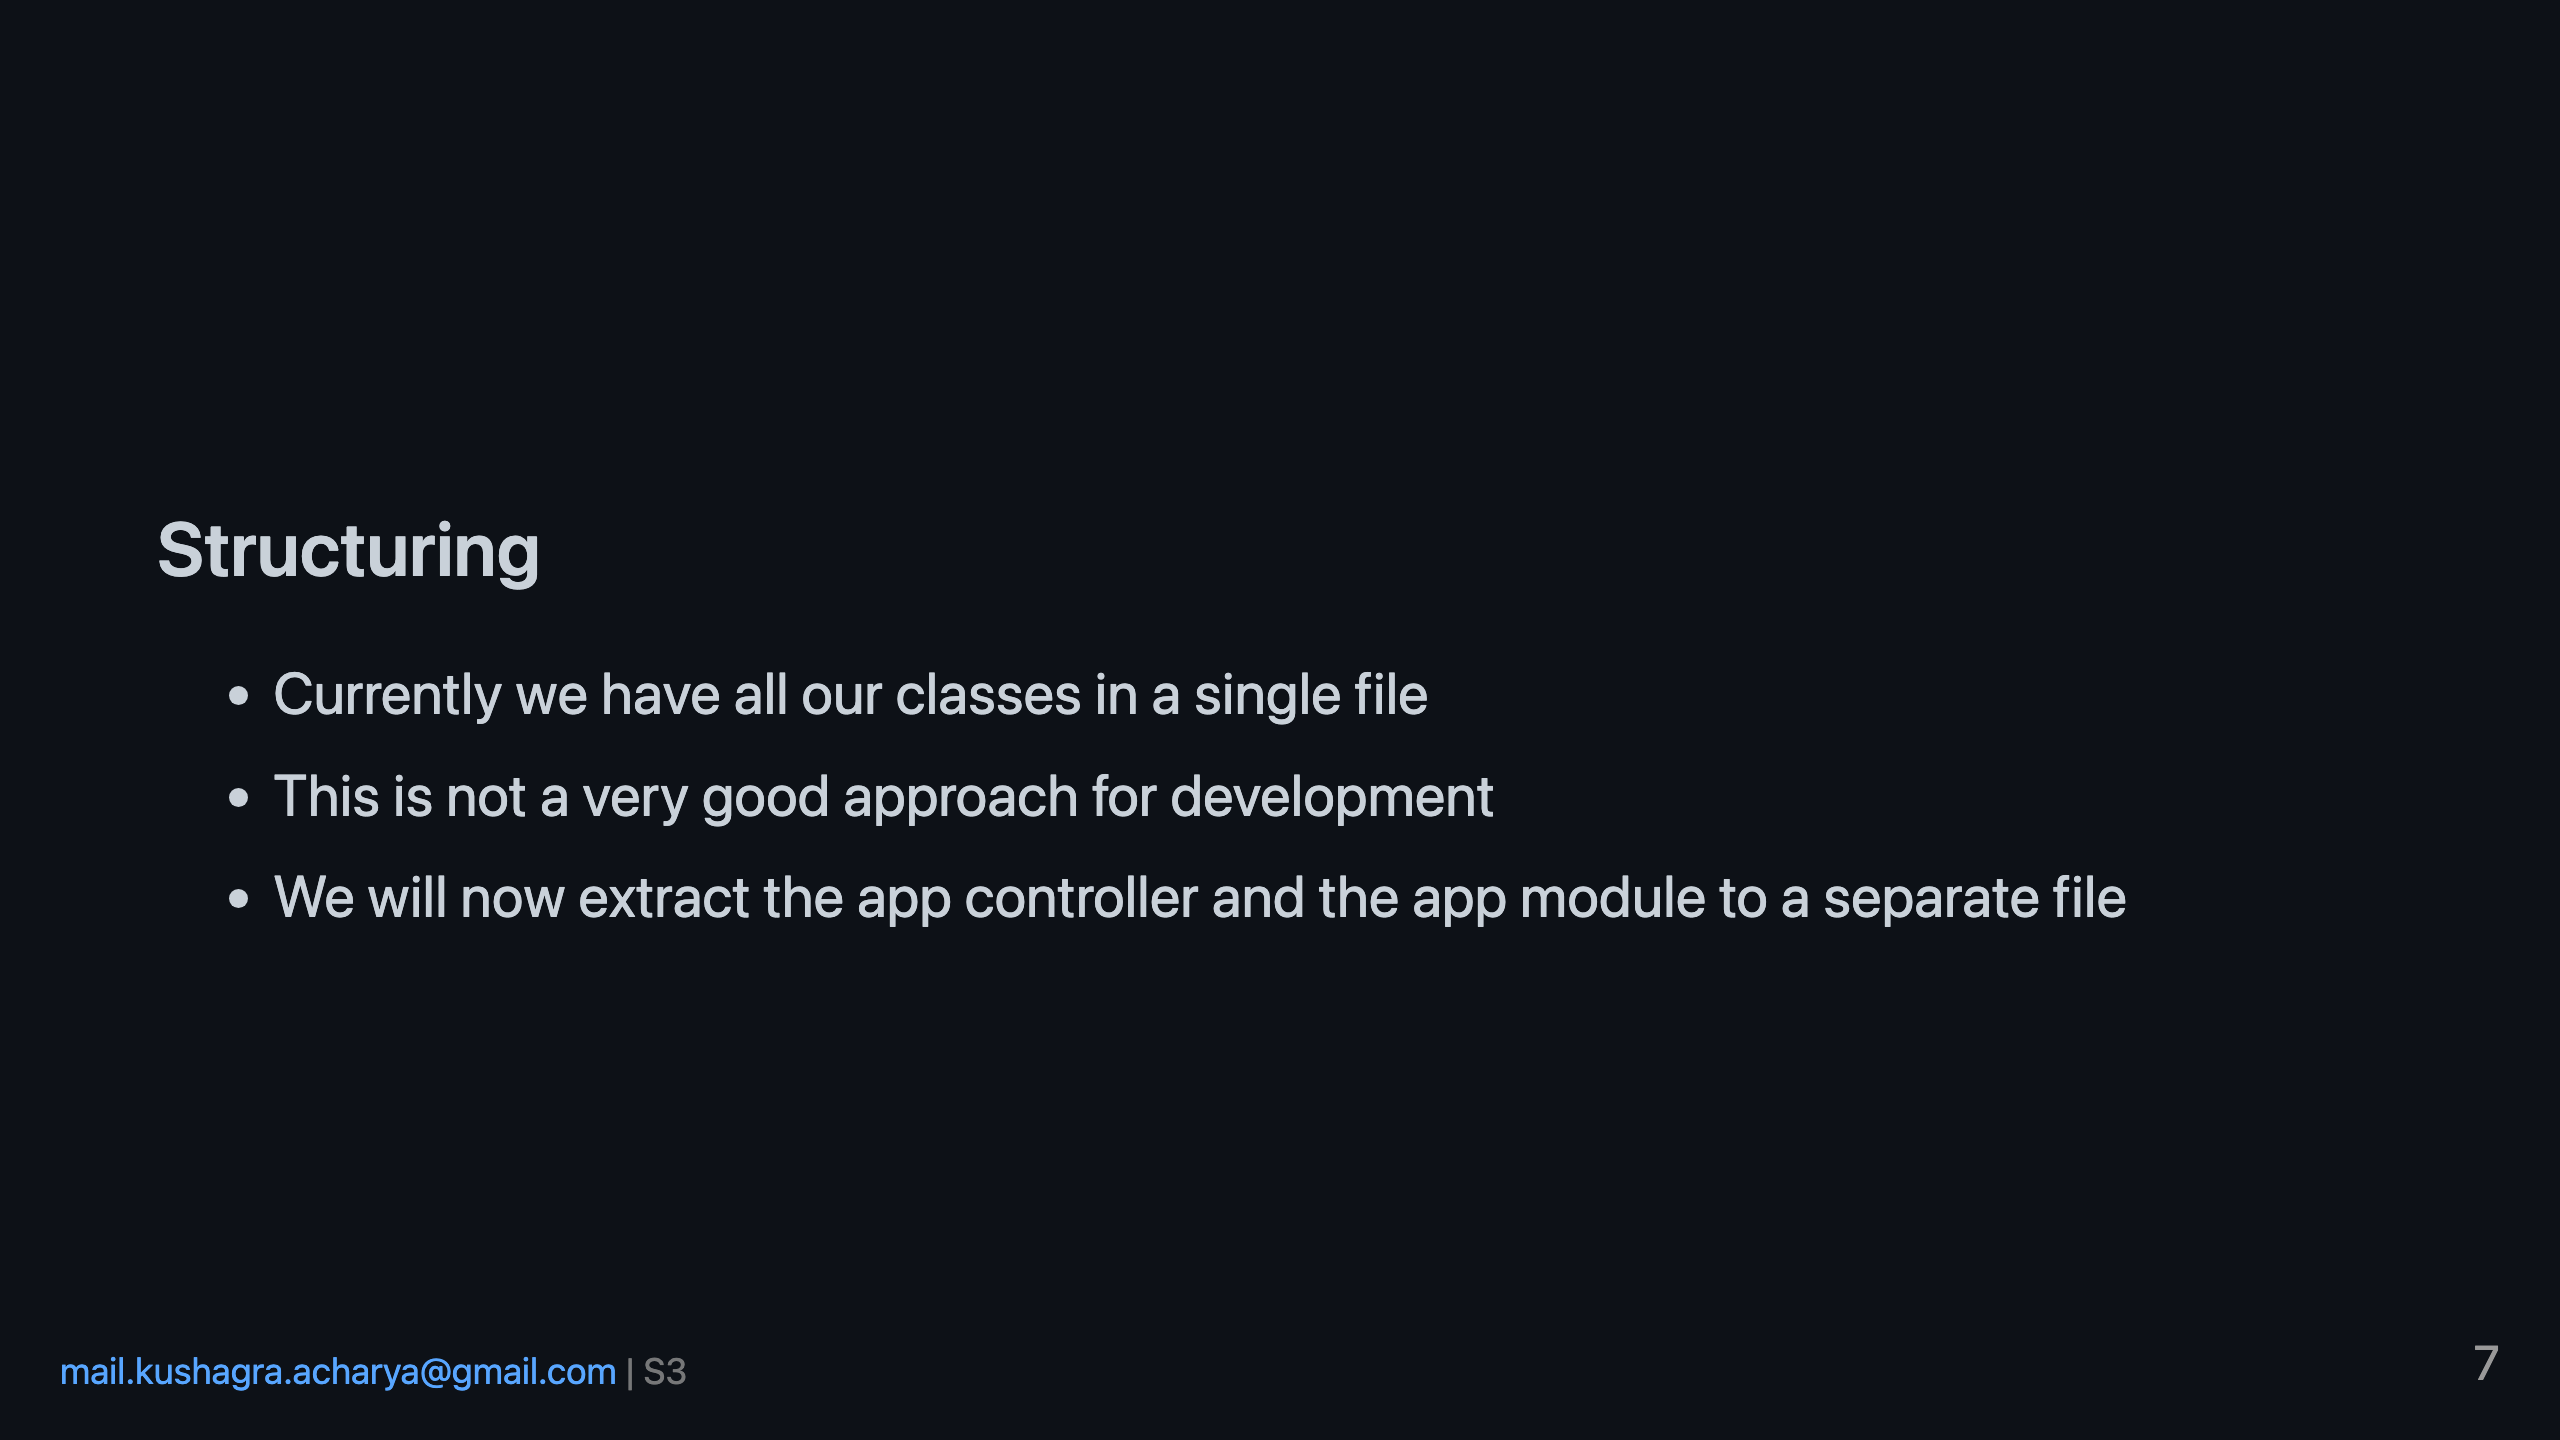 Structuring
• Currently we have all our classes in a single file
• This is not a very good approach for development
• We will now extract the app controller and the app module to a separate file
mail.kushagra.acharya@gmail.com | S3
7